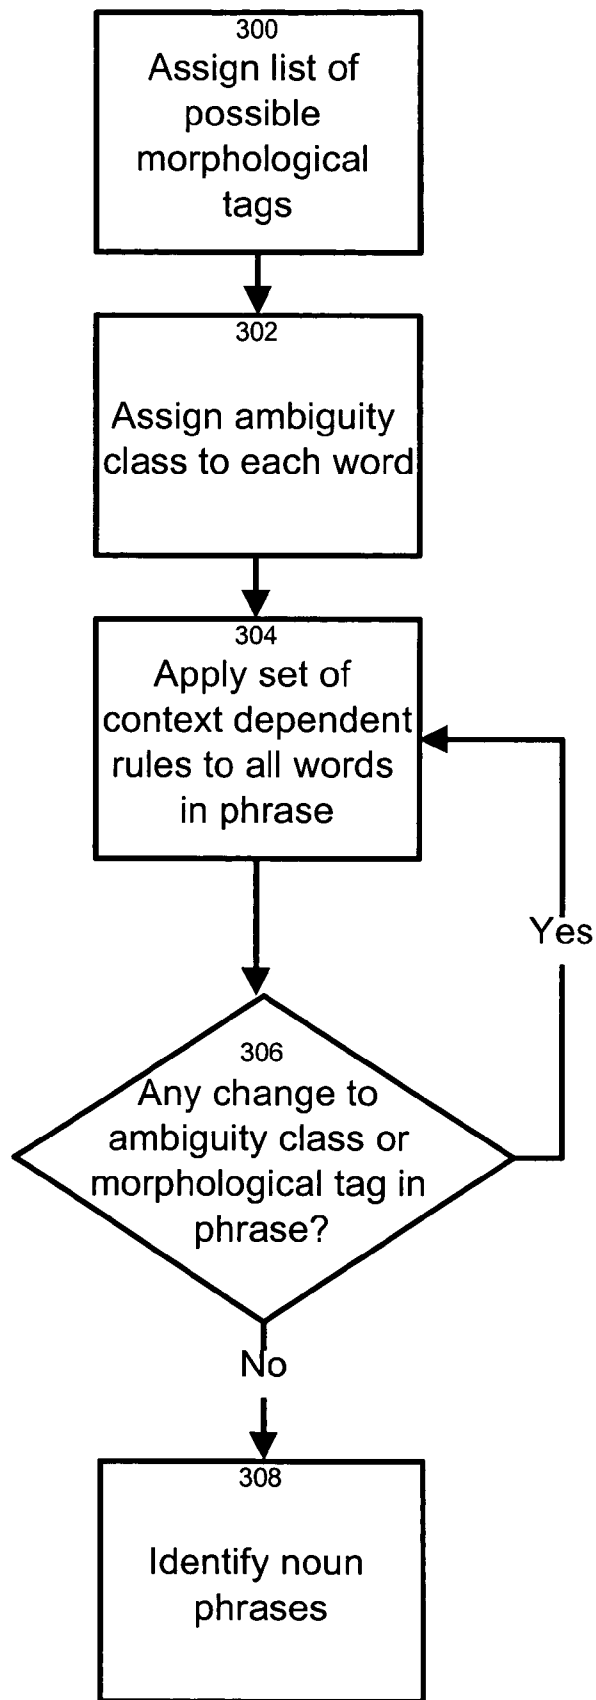 300
Assign list of
possible
morphological
tags
302
Assign ambiguity
class to each word
304
Apply set of
context dependent
rules to all words
in phrase
Yes
306
Any change to
ambiguity class or
morphological tag in
phrase?
No
308
Identify noun
phrases